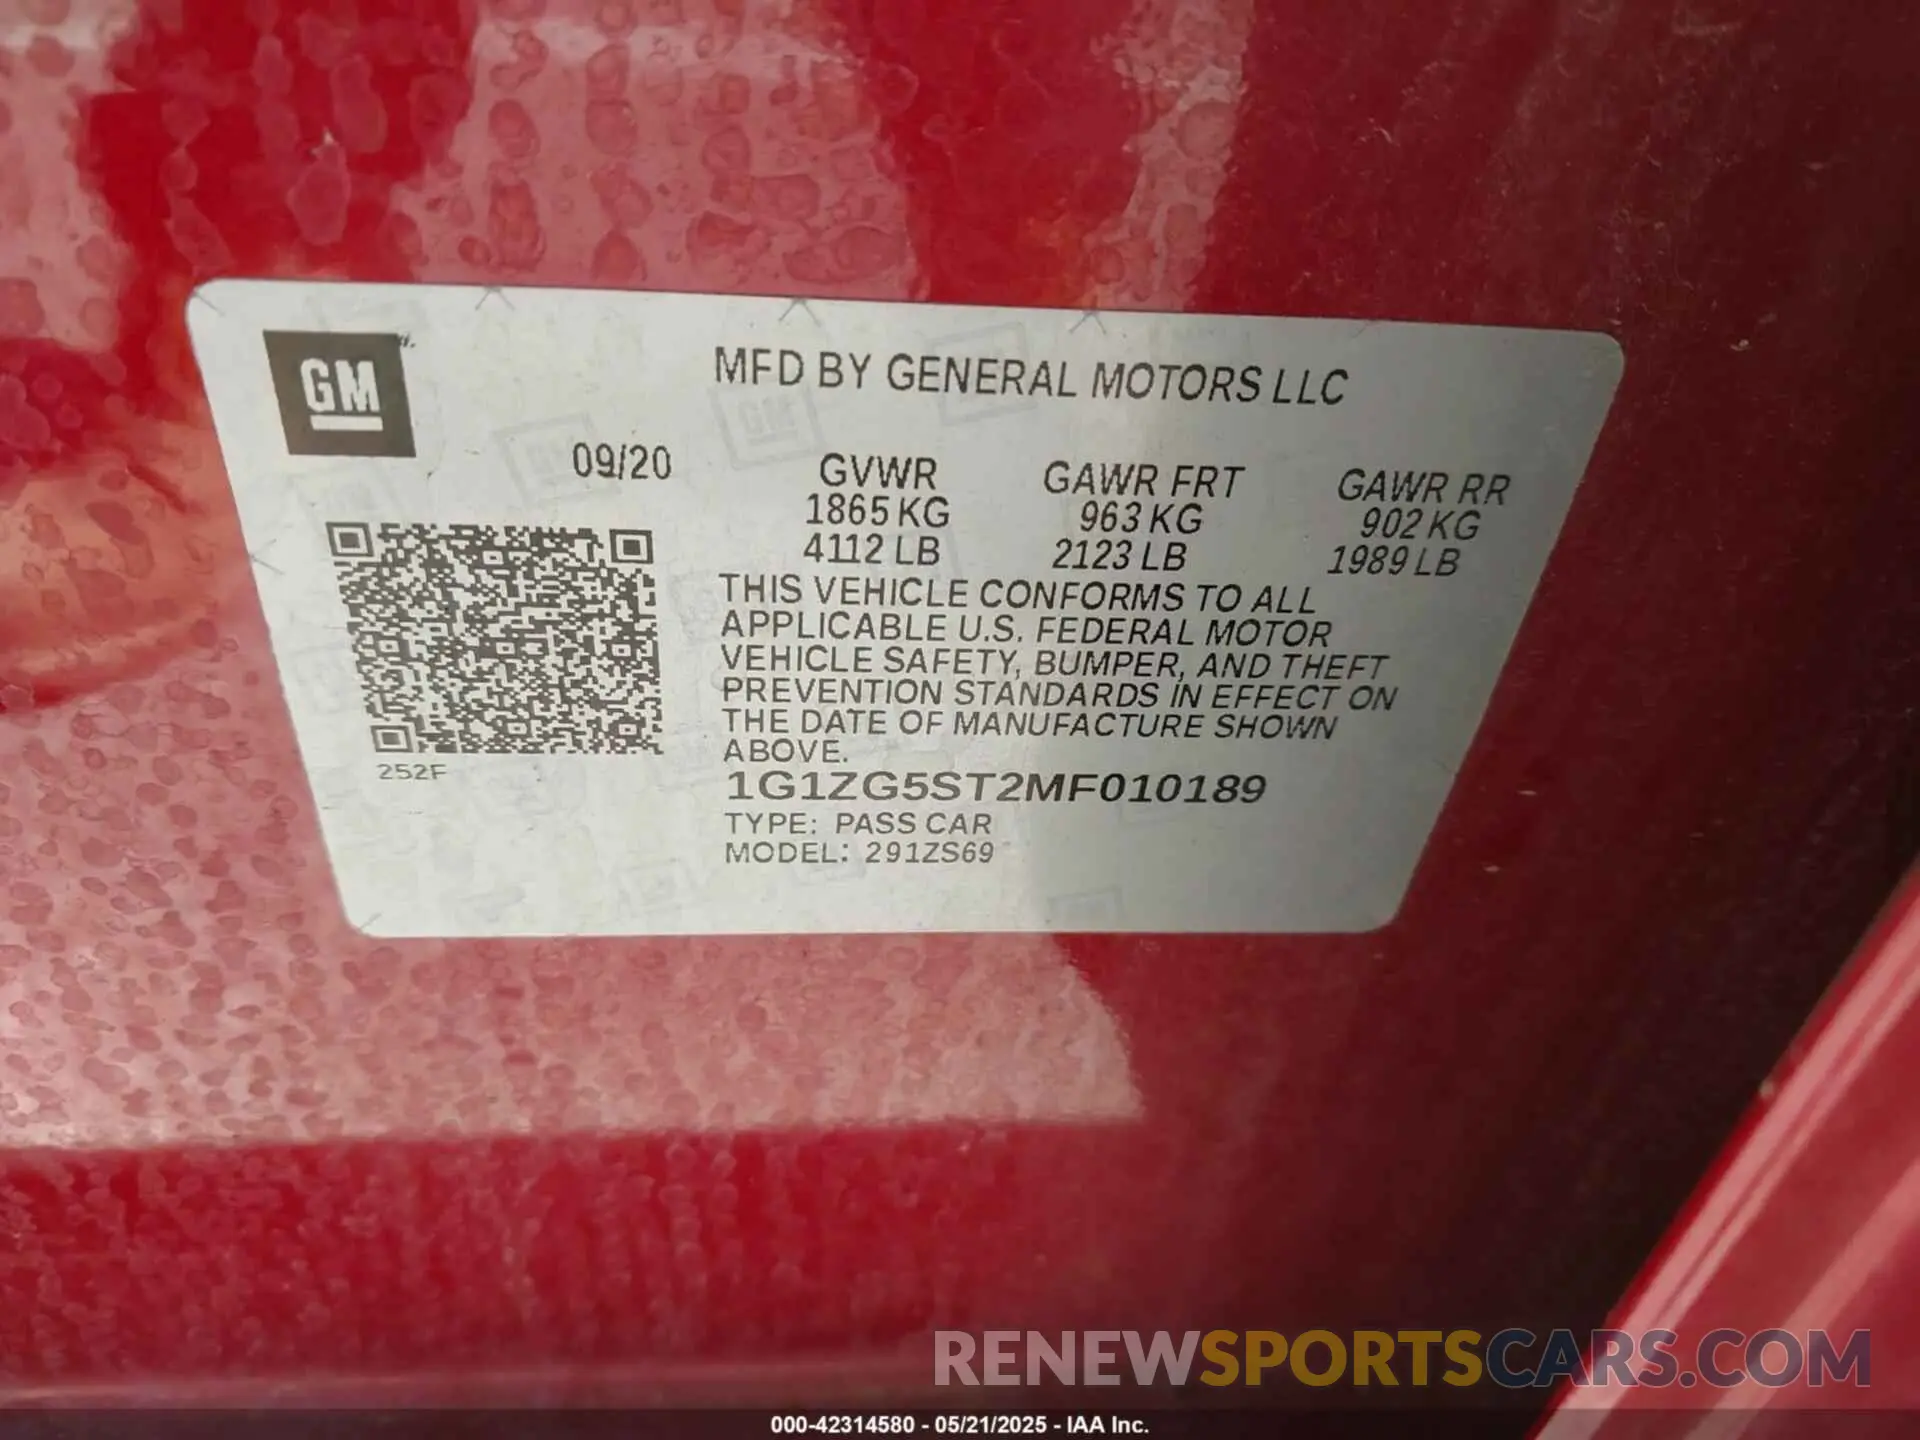 GM
MFD BY GENERAL MOTORS LLC
09/20
GVWR GAWR FRT GAWR RR
1865 KG 963 KG 902 KG
4112 LB 2123 LB 1989 LB
THIS VEHICLE CONFORMS TO ALL
APPLICABLE U.S. FEDERAL MOTOR
VEHICLE SAFETY, BUMPER, AND THEFT
PREVENTION STANDARDS IN EFFECT ON
THE DATE OF MANUFACTURE SHOWN
ABOVE.
252F
1G1ZG5ST2MF010189
TYPE: PASS CAR
MODEL: 291ZS69
RENEWSPORTSCARS.COM
000-42314580 - 05/21/2025 - IAA Inc.